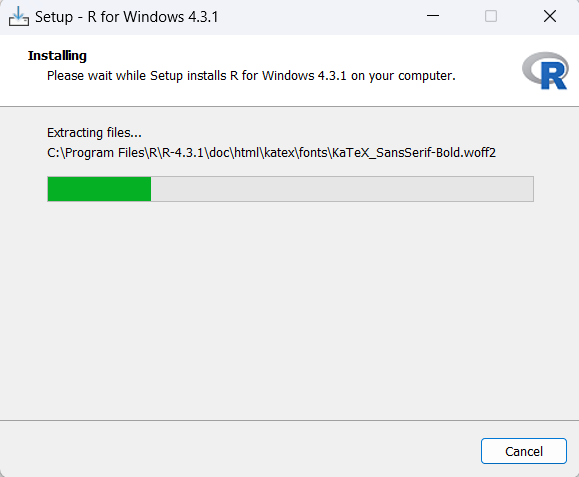 Setup - R for Windows 4.3.1
Installing
Please wait while Setup installs R for Windows 4.3.1 on your computer.
R
Extracting files...
C:\Program Files\R\R-4.3.1\doc\html\katex\fonts\KaTeX_SansSerif-Bold.woff2
Cancel